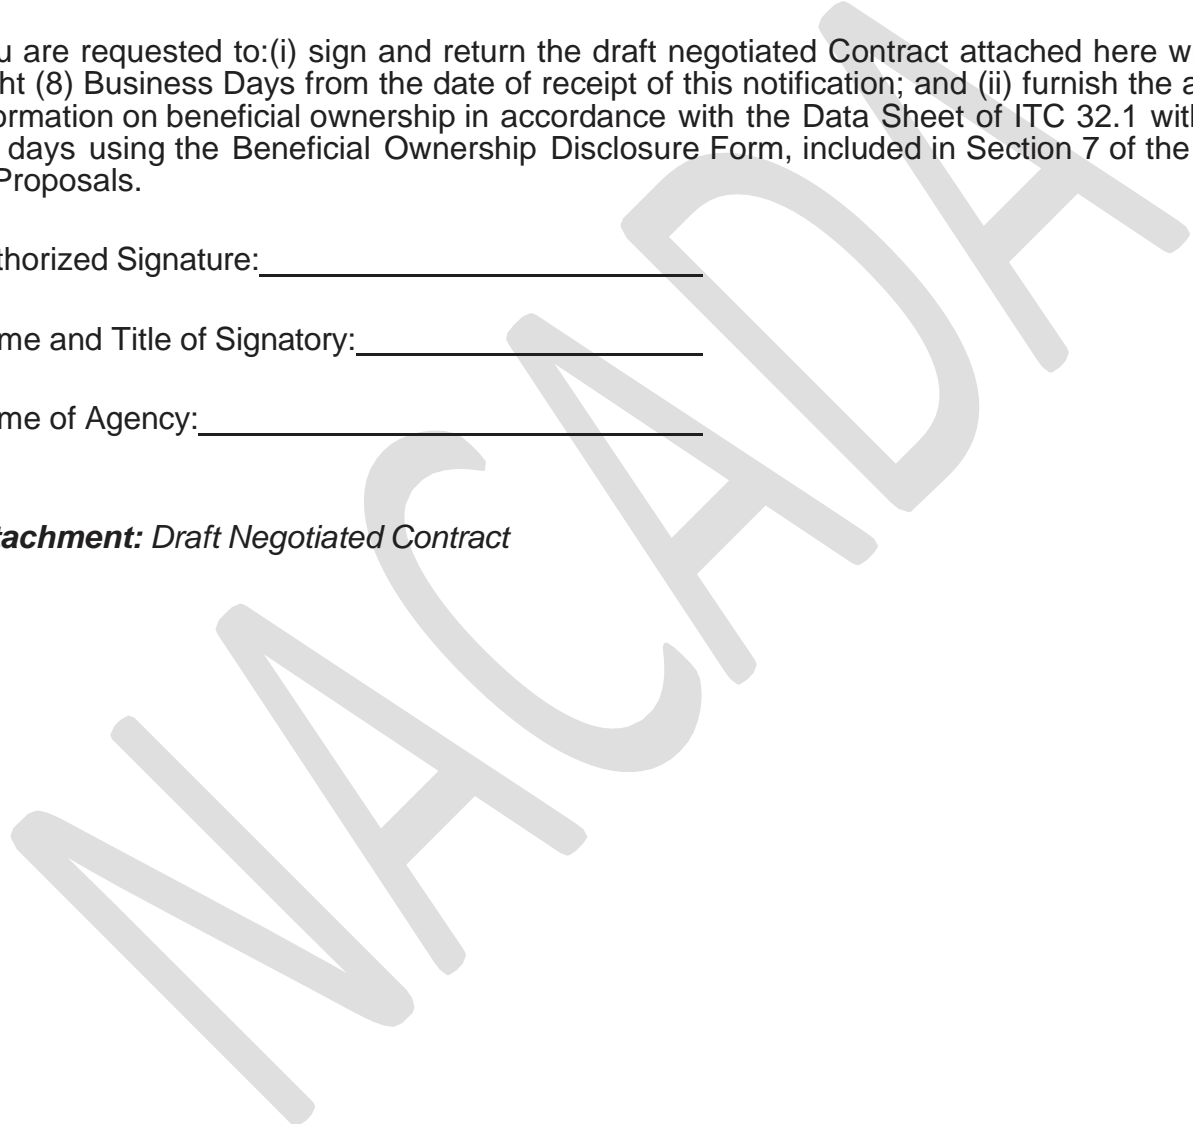 u are requested to:(i) sign and return the draft negotiated Contract attached here w
ht (8) Business Days from the date of receipt of this notification; and (ii) furnish the a
ormation on beneficial ownership in accordance with the Data Sheet of ITC 32.1 with
days using the Beneficial Ownership Disclosure Form, included in Section 7 of the
Proposals.
thorized Signature:
me and Title of Signatory:
me of Agency:
tachment: Draft Negotiated Contract
NACADA